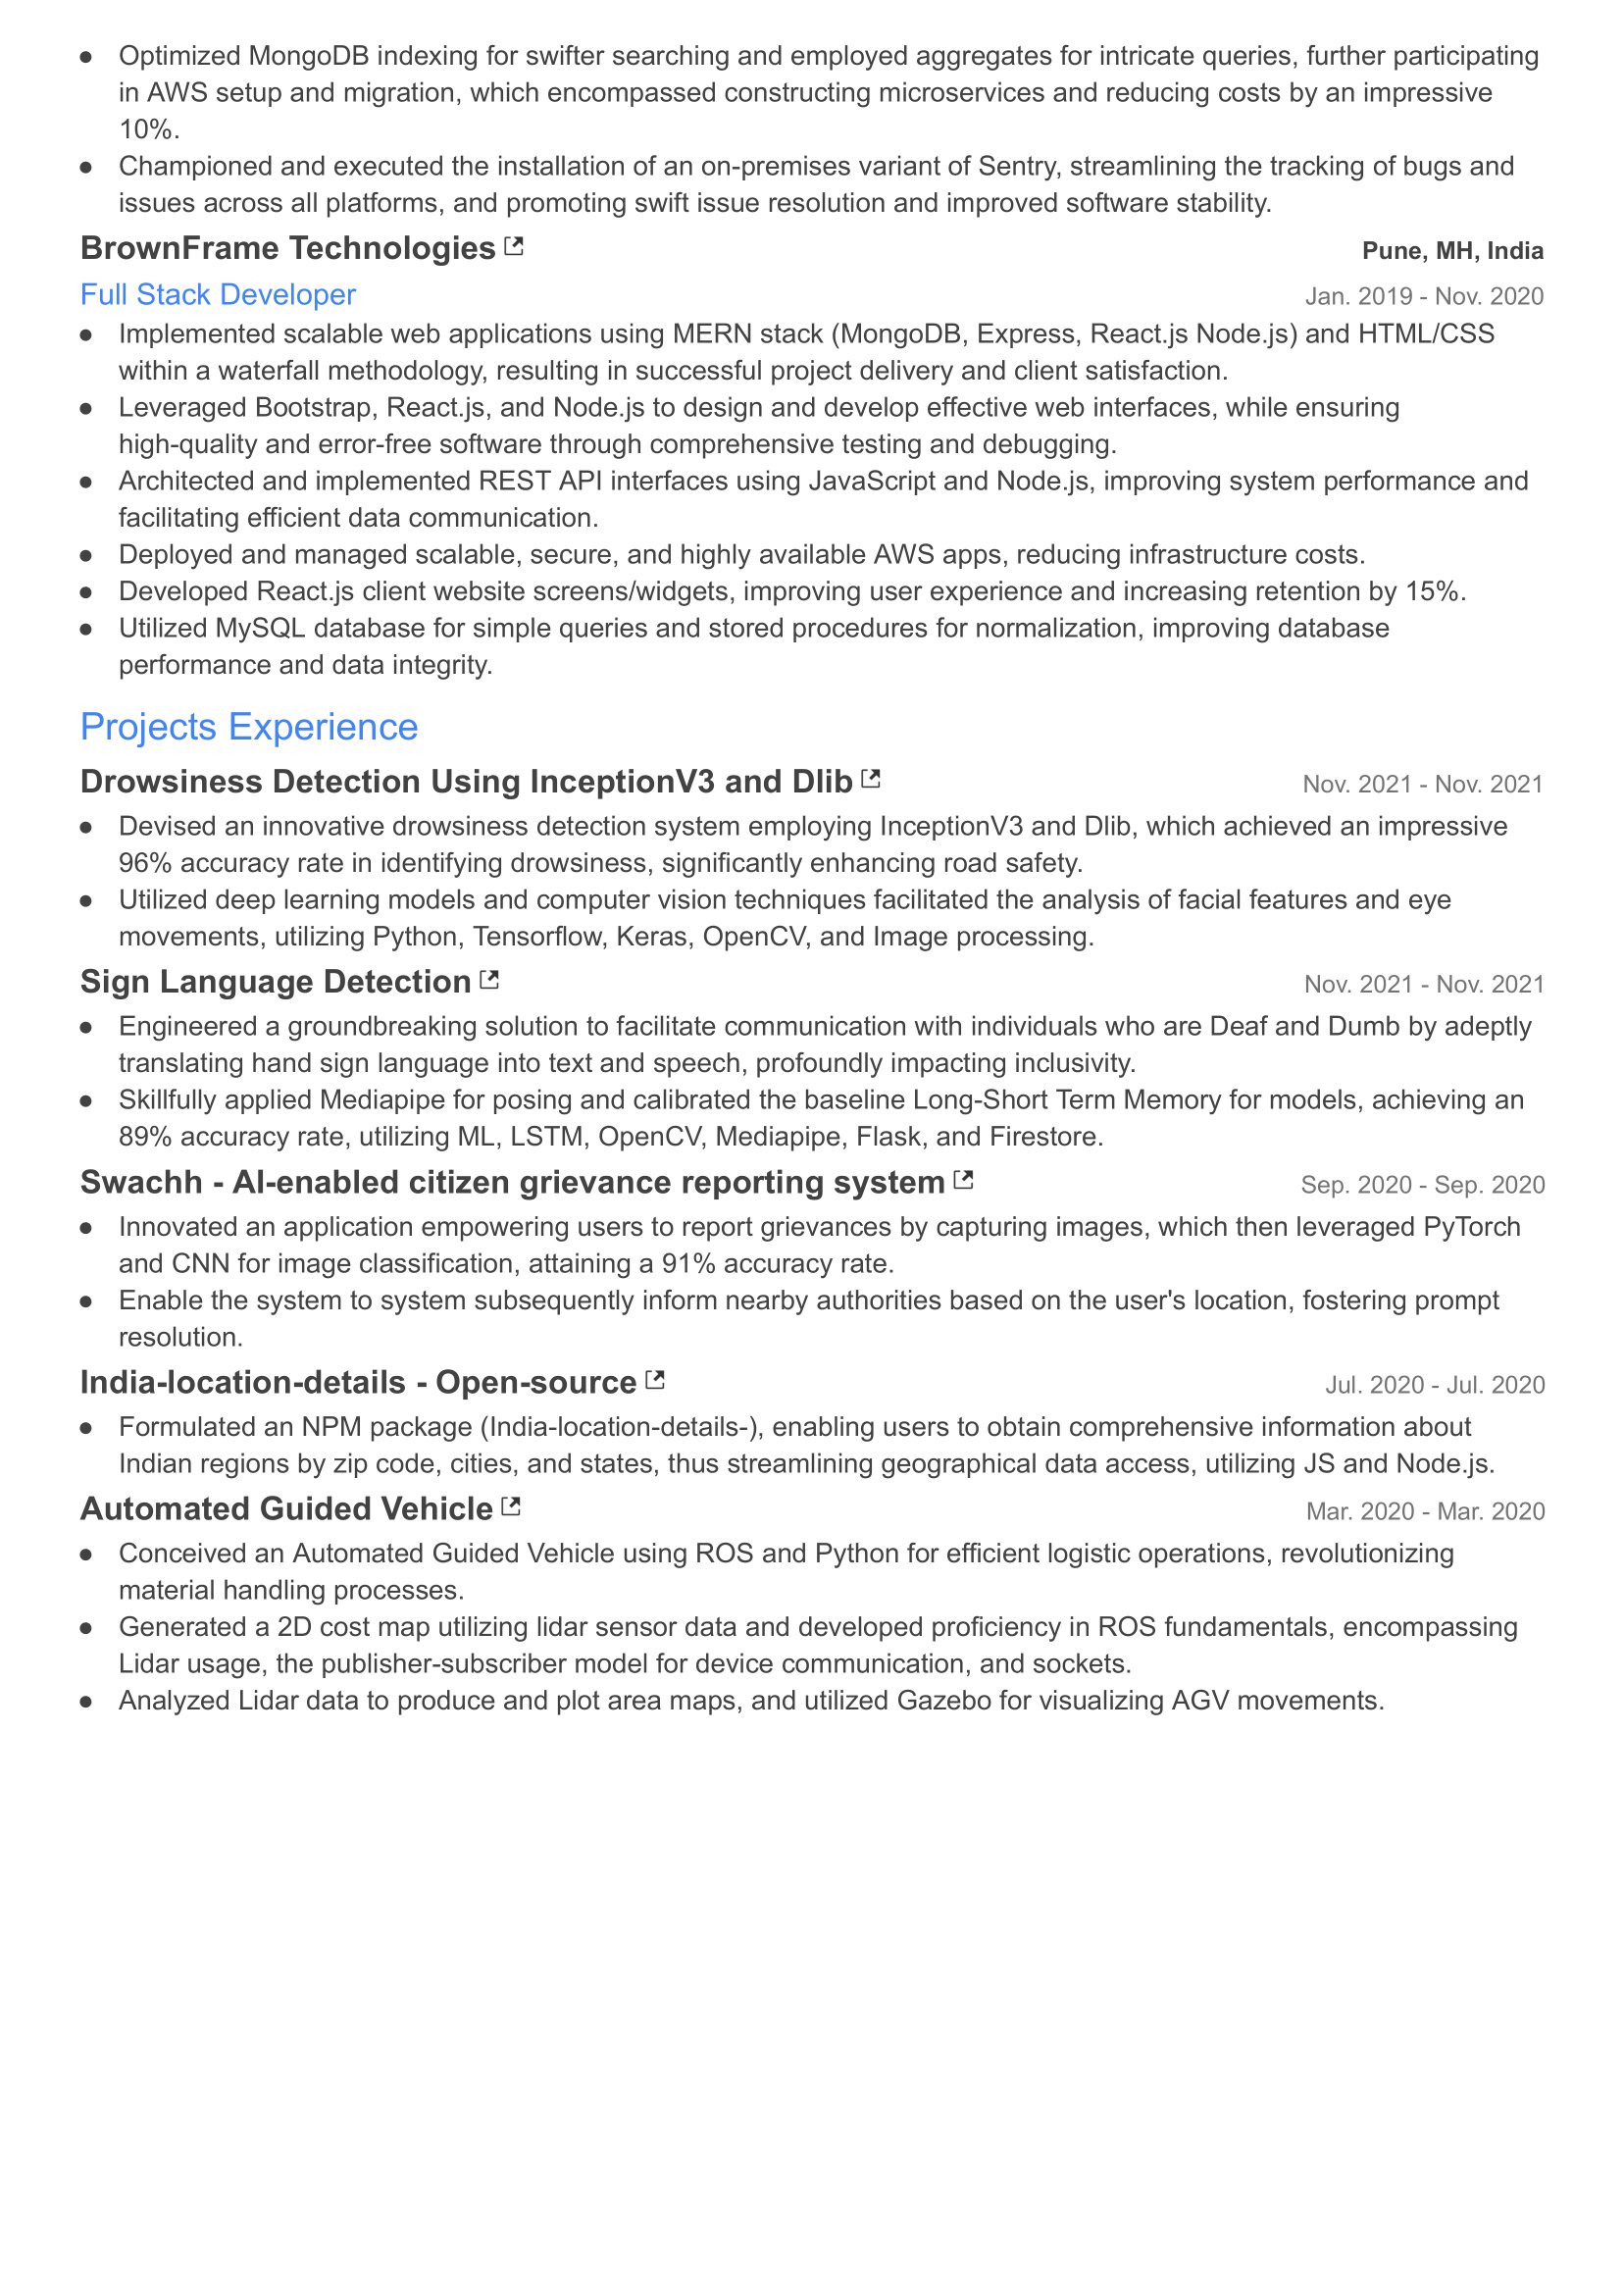 ● Optimized MongoDB indexing for swifter searching and employed aggregates for intricate queries, further participating
in AWS setup and migration, which encompassed constructing microservices and reducing costs by an impressive
10%.
● Championed and executed the installation of an on-premises variant of Sentry, streamlining the tracking of bugs and
issues across all platforms, and promoting swift issue resolution and improved software stability.
BrownFrame Technologies Pune, MH, India
Full Stack Developer Jan. 2019 - Nov. 2020
● Implemented scalable web applications using MERN stack (MongoDB, Express, React.js Node.js) and HTML/CSS
within a waterfall methodology, resulting in successful project delivery and client satisfaction.
● Leveraged Bootstrap, React.js, and Node.js to design and develop effective web interfaces, while ensuring
high-quality and error-free software through comprehensive testing and debugging.
● Architected and implemented REST API interfaces using JavaScript and Node.js, improving system performance and
facilitating efficient data communication.
● Deployed and managed scalable, secure, and highly available AWS apps, reducing infrastructure costs.
● Developed React.js client website screens/widgets, improving user experience and increasing retention by 15%.
● Utilized MySQL database for simple queries and stored procedures for normalization, improving database
performance and data integrity.
Projects Experience
Drowsiness Detection Using InceptionV3 and Dlib Nov. 2021 - Nov. 2021
● Devised an innovative drowsiness detection system employing InceptionV3 and Dlib, which achieved an impressive
96% accuracy rate in identifying drowsiness, significantly enhancing road safety.
● Utilized deep learning models and computer vision techniques facilitated the analysis of facial features and eye
movements, utilizing Python, Tensorflow, Keras, OpenCV, and Image processing.
Sign Language Detection Nov. 2021 - Nov. 2021
● Engineered a groundbreaking solution to facilitate communication with individuals who are Deaf and Dumb by adeptly
translating hand sign language into text and speech, profoundly impacting inclusivity.
● Skillfully applied Mediapipe for posing and calibrated the baseline Long-Short Term Memory for models, achieving an
89% accuracy rate, utilizing ML, LSTM, OpenCV, Mediapipe, Flask, and Firestore.
Swachh - AI-enabled citizen grievance reporting system Sep. 2020 - Sep. 2020
● Innovated an application empowering users to report grievances by capturing images, which then leveraged PyTorch
and CNN for image classification, attaining a 91% accuracy rate.
● Enable the system to system subsequently inform nearby authorities based on the user's location, fostering prompt
resolution.
India-location-details - Open-source Jul. 2020 - Jul. 2020
● Formulated an NPM package (India-location-details-), enabling users to obtain comprehensive information about
Indian regions by zip code, cities, and states, thus streamlining geographical data access, utilizing JS and Node.js.
Automated Guided Vehicle Mar. 2020 - Mar. 2020
● Conceived an Automated Guided Vehicle using ROS and Python for efficient logistic operations, revolutionizing
material handling processes.
● Generated a 2D cost map utilizing lidar sensor data and developed proficiency in ROS fundamentals, encompassing
Lidar usage, the publisher-subscriber model for device communication, and sockets.
● Analyzed Lidar data to produce and plot area maps, and utilized Gazebo for visualizing AGV movements.